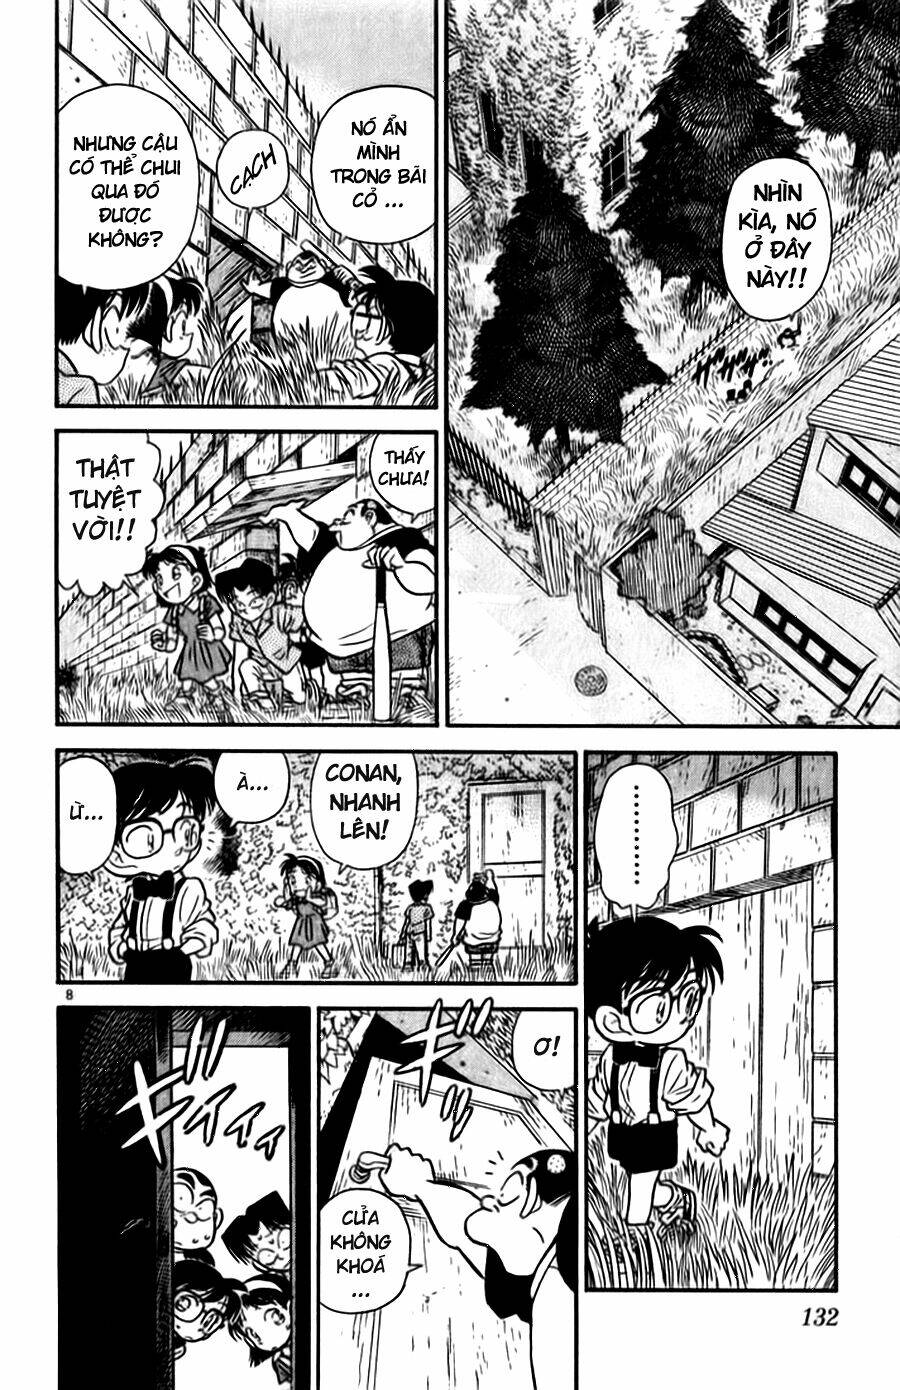 NHÌN
KÌA, NÓ
Ở ĐÂY
NÀY!!
NÓ ẨN
MÌNH
TRONG BÃI
CỎ ...
CẠCH
NHƯNG CẬU
CÓ THỂ CHUI
QUA ĐÓ
ĐƯỢC
KHÔNG?
THẤY
CHƯA!
THẬT
TUYỆT
VỜI!!
..........
CONAN,
NHANH
LÊN!
À...
Ừ...
8
Ơ!
CỬA
KHÔNG
KHOÁ
...
132